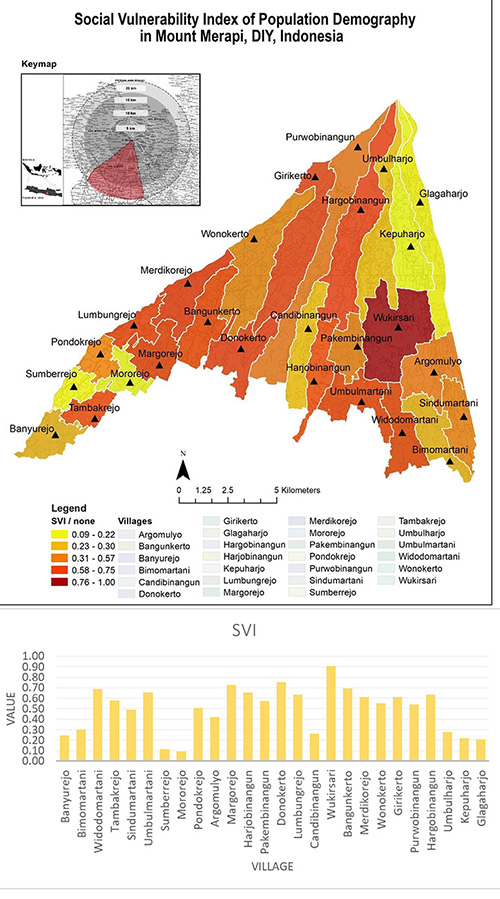 Social Vulnerability Index of Population Demography
in Mount Merapi, DIY, Indonesia
Keymap
20 km
15 km
10 km
5 km
Purwobinangun
Umbulharjo
Girikerto
Glagaharjo
Hargobinangun
Wonokerto
Kepuharjo
Merdikorejo
Lumbungrejo
Bangunkerto
Candibinangun
Wukirsari
Pondokrejo
Donokerto
Pakembinangun
Margorejo
Argomulyo
Sumberrejo
Mororejo
Harjobinangun
Umbulmartani
Tambakrejo
Sindumartani
Widodomartani
Banyurejo
Bimomartani
N
0 1.25 2.5 5 Kilometers
Legend
SVI / none
0.09 - 0.22
0.23 - 0.30
0.31 - 0.57
0.58 - 0.75
0.76 - 1.00
Villages
Argomulyo
Bangunkerto
Banyurejo
Bimomartani
Candibinangun
Donokerto
Girikerto
Glagaharjo
Hargobinangun
Harjobinangun
Kepuharjo
Lumbungrejo
Margorejo
Merdikorejo
Mororejo
Pakembinangun
Pondokrejo
Purwobinangun
Sindumartani
Sumberrejo
Tambakrejo
Umbulharjo
Umbulmartani
Widodomartani
Wonokerto
Wukirsari
SVI
VALUE
1.00
0.90
0.80
0.70
0.60
0.50
0.40
0.30
0.20
0.10
0.00
Banyurejo
Bimomartani
Widodomartani
Tambakrejo
Sindumartani
Umbulmartani
Sumberrejo
Mororejo
Pondokrejo
Argomulyo
Margorejo
Harjobinangun
Pakembinangun
Donokerto
Lumbungrejo
Candibinangun
Wukirsari
Bangunkerto
Merdikorejo
Wonokerto
Girikerto
Purwobinangun
Hargobinangun
Umbulharjo
Kepuharjo
Glagaharjo
VILLAGE